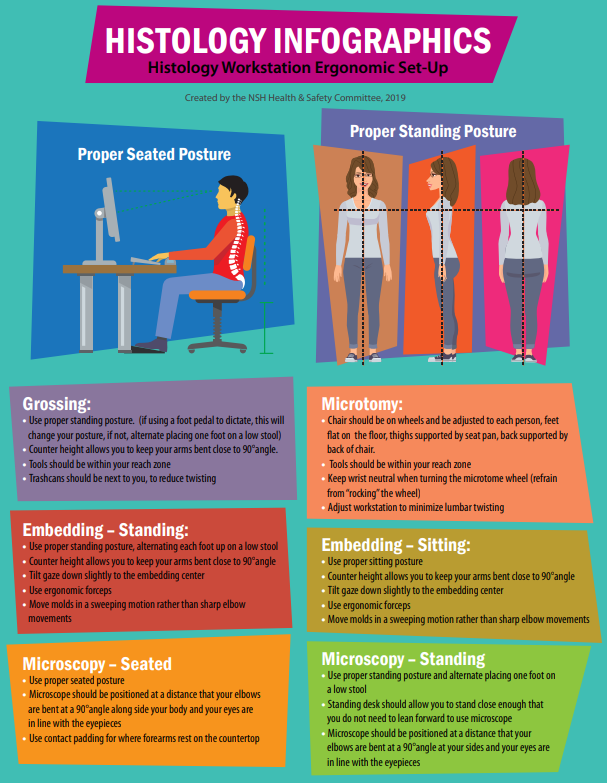 HISTOLOGY INFOGRAPHICS
Histology Workstation Ergonomic Set-Up
Created by the NSH Health & Safety Committee, 2019
Proper Seated Posture
Proper Standing Posture
Grossing:
• Use proper standing posture. (if using a foot pedal to dictate, this will
change your posture, if not, alternate placing one foot on a low stool)
• Counter height allows you to keep your arms bent close to 90°angle.
• Tools should be within your reach zone
• Trashcans should be next to you, to reduce twisting
Microtomy:
• Chair should be on wheels and be adjusted to each person, feet
flat on the floor, thighs supported by seat pan, back supported by
back of chair.
• Tools should be within your reach zone
• Keep wrist neutral when turning the microtome wheel (refrain
from “rocking” the wheel)
• Adjust workstation to minimize lumbar twisting
Embedding – Standing:
• Use proper standing posture, alternating each foot up on a low stool
• Counter height allows you to keep your arms bent close to 90°angle
• Tilt gaze down slightly to the embedding center
• Use ergonomic forceps
• Move molds in a sweeping motion rather than sharp elbow
movements
Embedding – Sitting:
• Use proper sitting posture
• Counter height allows you to keep your arms bent close to 90°angle
• Tilt gaze down slightly to the embedding center
• Use ergonomic forceps
• Move molds in a sweeping motion rather than sharp elbow movements
Microscopy – Seated
• Use proper seated posture
• Microscope should be positioned at a distance that your elbows
are bent at a 90°angle along side your body and your eyes are
in line with the eyepieces
• Use contact padding for where forearms rest on the countertop
Microscopy – Standing
• Use proper standing posture and alternate placing one foot on
a low stool
• Standing desk should allow you to stand close enough that
you do not need to lean forward to use microscope
• Microscope should be positioned at a distance that your
elbows are bent at a 90°angle at your sides and your eyes are
in line with the eyepieces